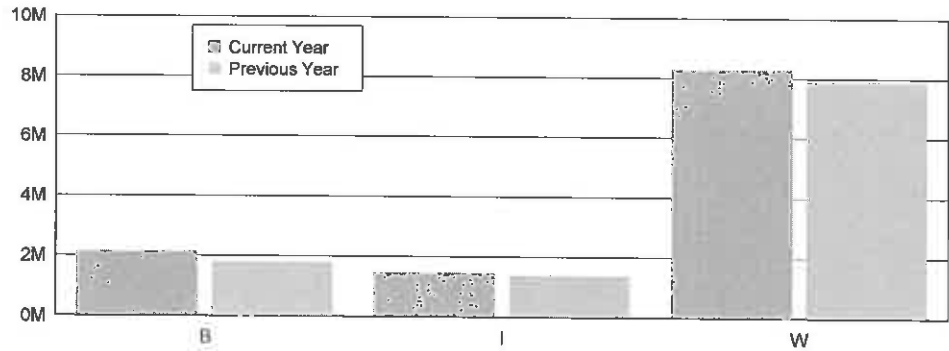 10M
Current Year
Previous Year
8M
6M
4M
2M
0M
B
I
W